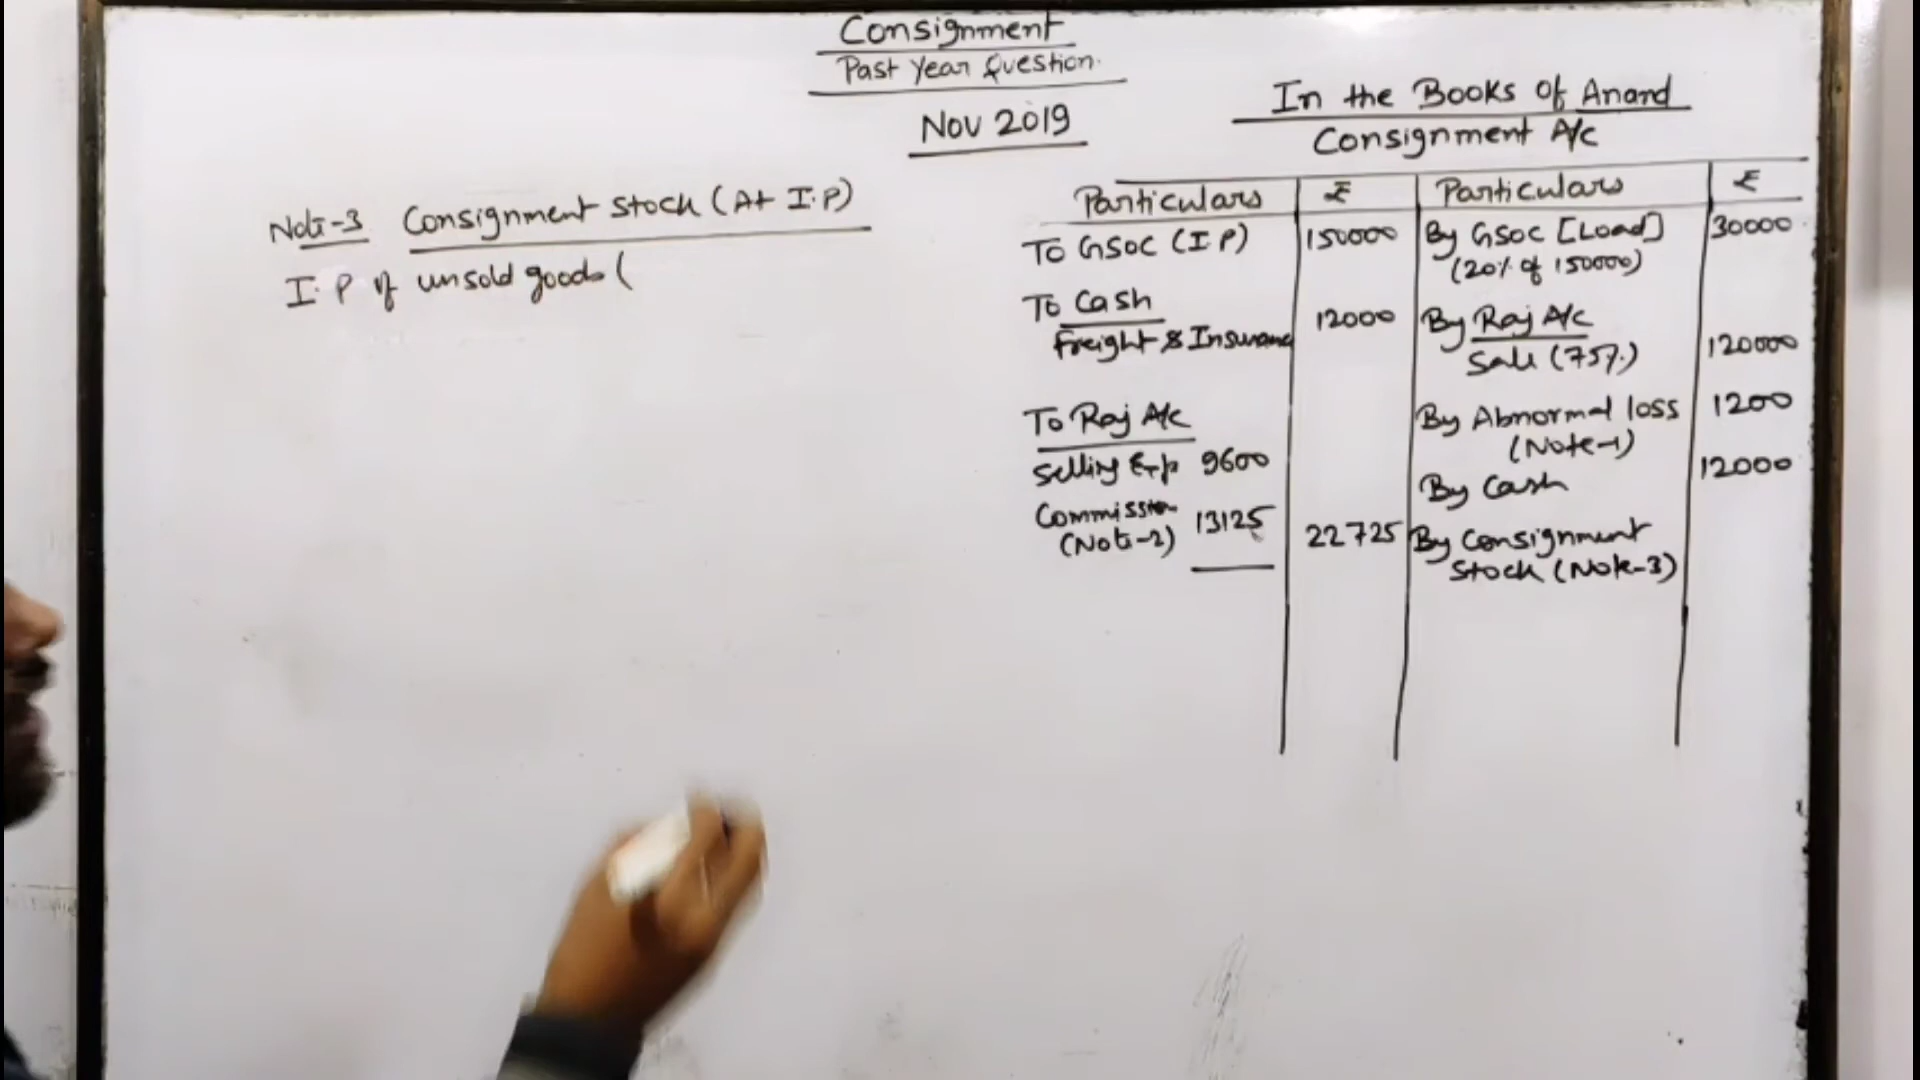 Consignment
Past Year Question.
Nov 2019
Note-3 Consignment Stock (At I.P)
I.P of unsold goods (
In the Books Of Anand
Consignment A/c
Particulars ₹ Particulars ₹
To GSOC (I.P) 150000 By GSOC [Load] 30000
(20% of 150000)
To Cash
Freight & Insurance 12000 By Raj A/c
Sale (75%) 120000
To Raj A/c By Abnormal loss 1200
(Note-1)
Selling Exp 9600 By Cash 12000
Commission 13125
(Note-2) 22725 By Consignment
Stock (Note-3)